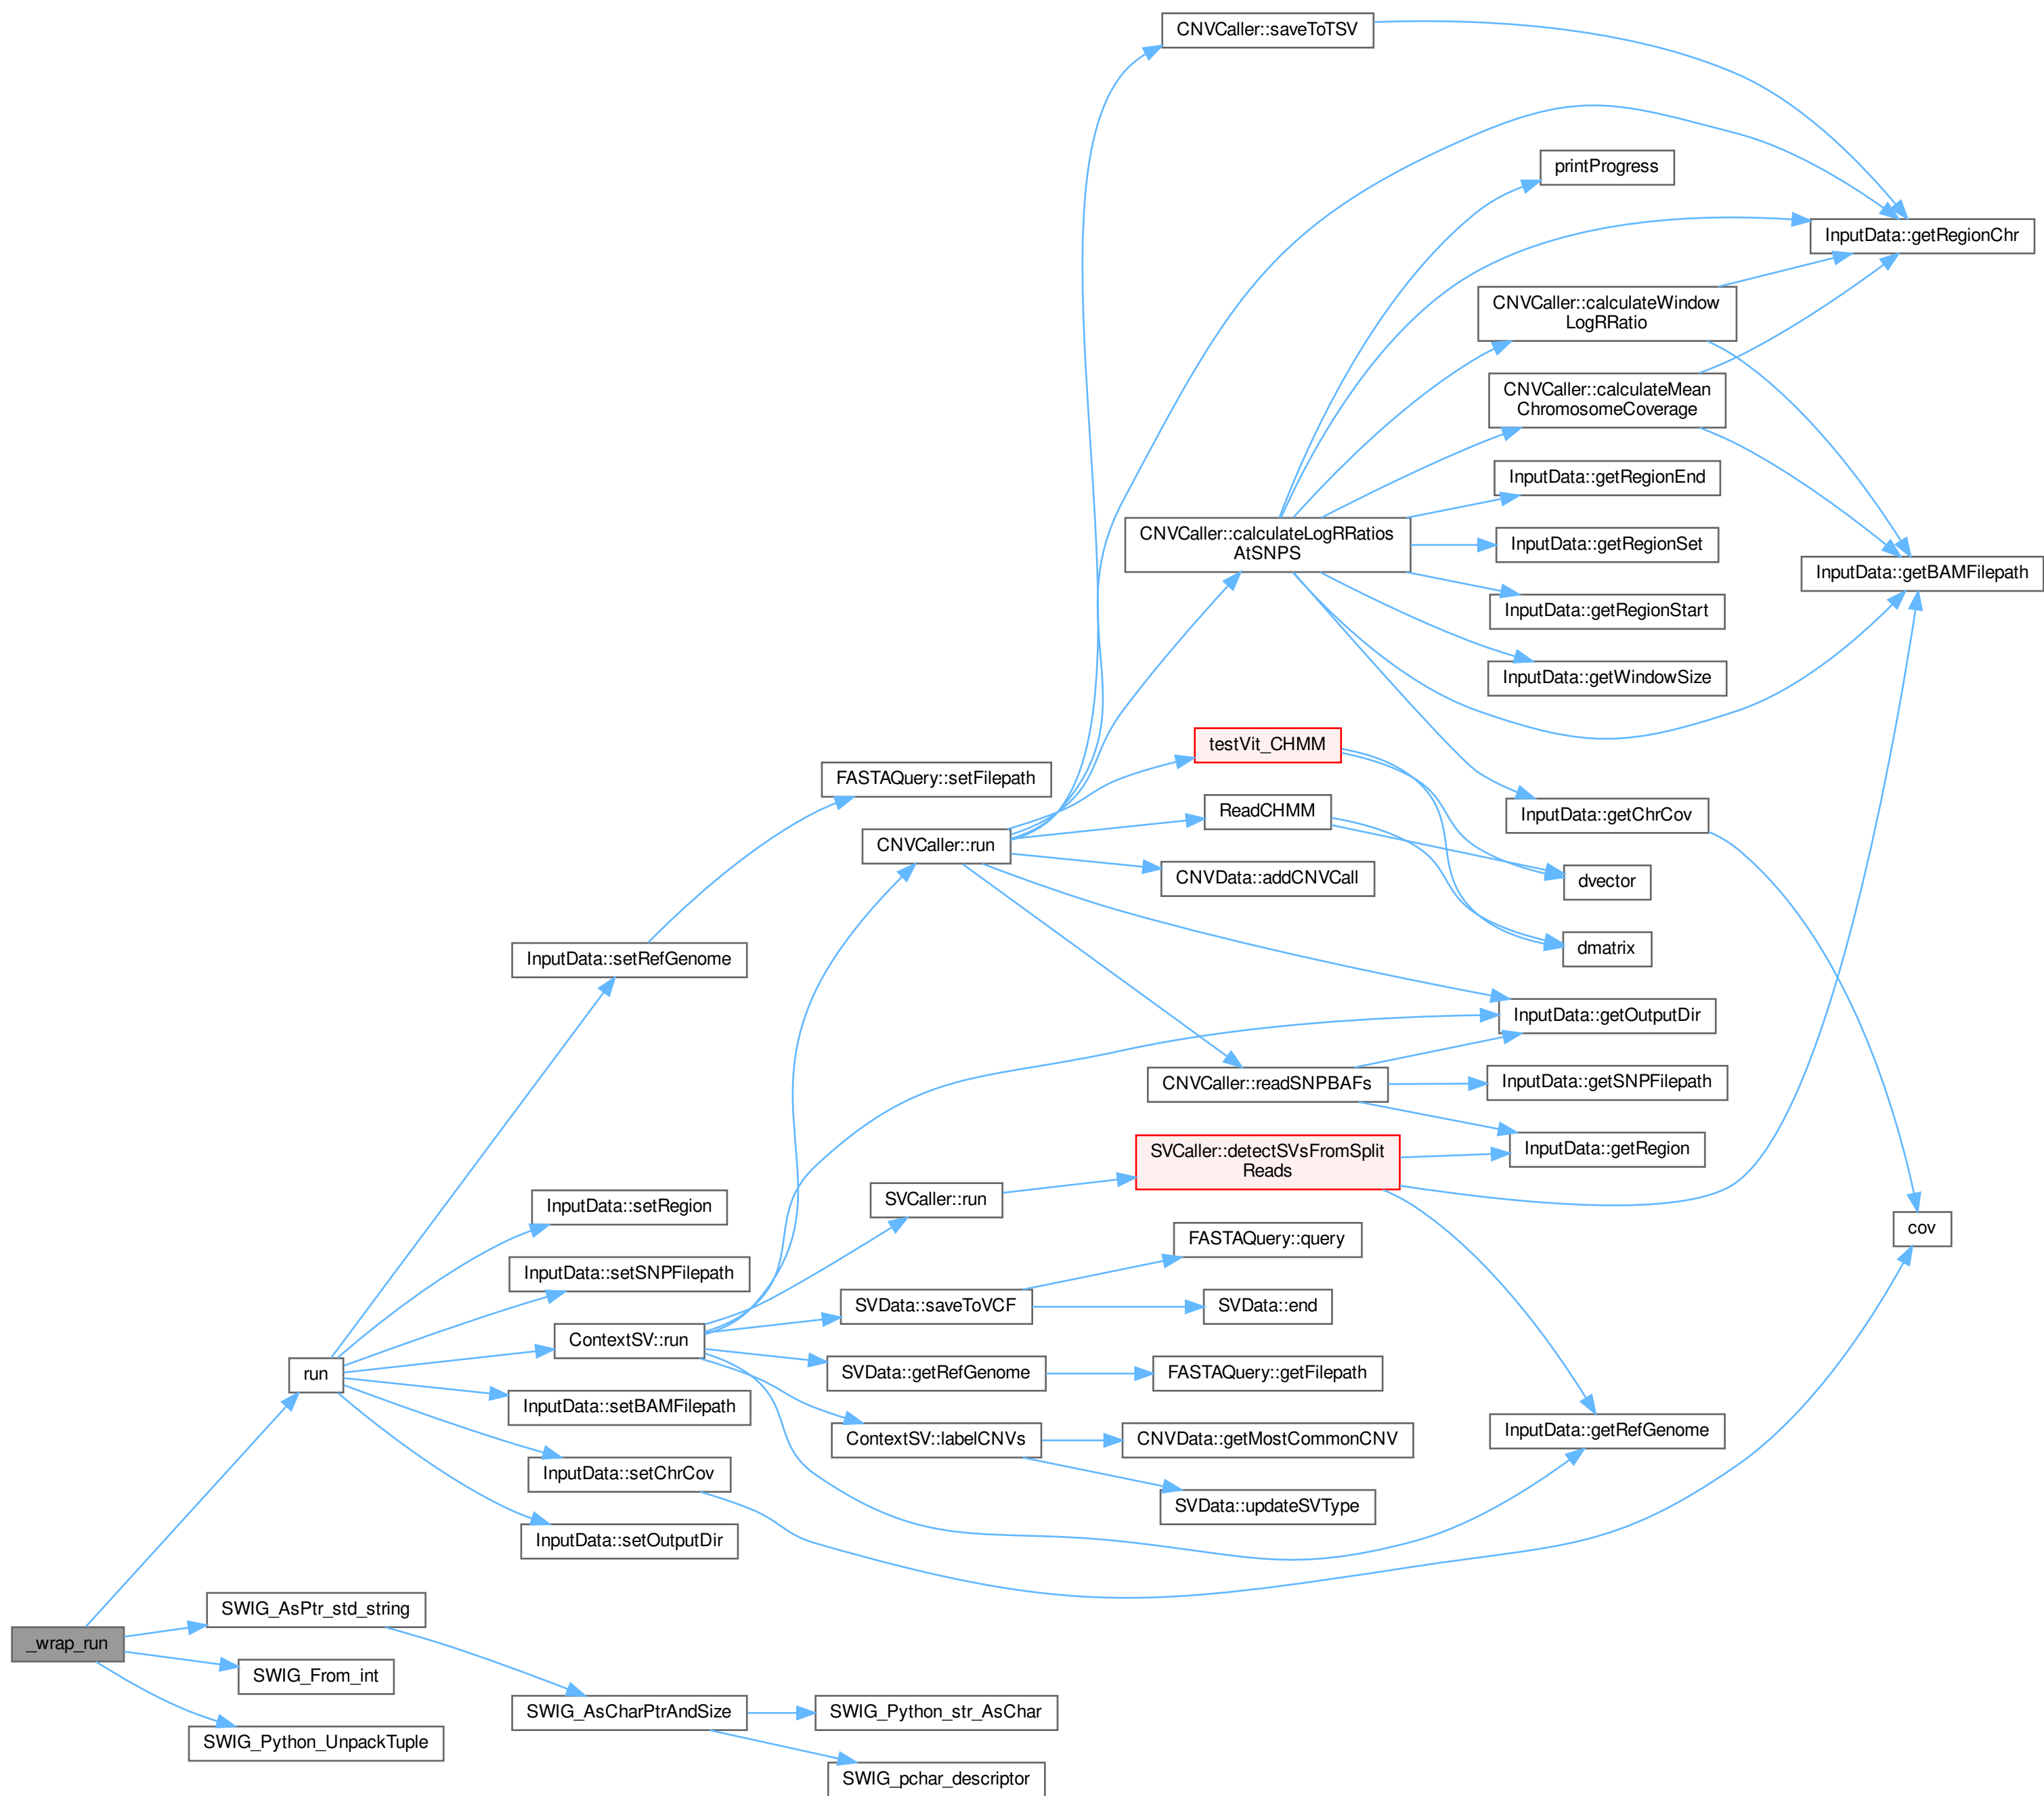 CNVCaller::saveToTSV
printProgress
InputData::getRegionChr
CNVCaller::calculateWindow
LogRRatio
CNVCaller::calculateMean
ChromosomeCoverage
InputData::getRegionEnd
CNVCaller::calculateLogRRatios
AtSNPS
InputData::getRegionSet
InputData::getBAMFilepath
InputData::getRegionStart
InputData::getWindowSize
testVit_CHMM
FASTAQuery::setFilepath
ReadCHMM
InputData::getChrCov
CNVCaller::run
CNVData::addCNVCall
dvector
dmatrix
InputData::setRefGenome
InputData::getOutputDir
CNVCaller::readSNPBAFs
InputData::getSNPFilepath
InputData::getRegion
SVCaller::detectSVsFromSplit
Reads
SVCaller::run
InputData::setRegion
cov
FASTAQuery::query
InputData::setSNPFilepath
SVData::saveToVCF
SVData::end
ContextSV::run
run
SVData::getRefGenome
FASTAQuery::getFilepath
InputData::setBAMFilepath
InputData::getRefGenome
ContextSV::labelCNVs
CNVData::getMostCommonCNV
InputData::setChrCov
SVData::updateSVType
InputData::setOutputDir
SWIG_AsPtr_std_string
_wrap_run
SWIG_From_int
SWIG_AsCharPtrAndSize
SWIG_Python_str_AsChar
SWIG_Python_UnpackTuple
SWIG_pchar_descriptor